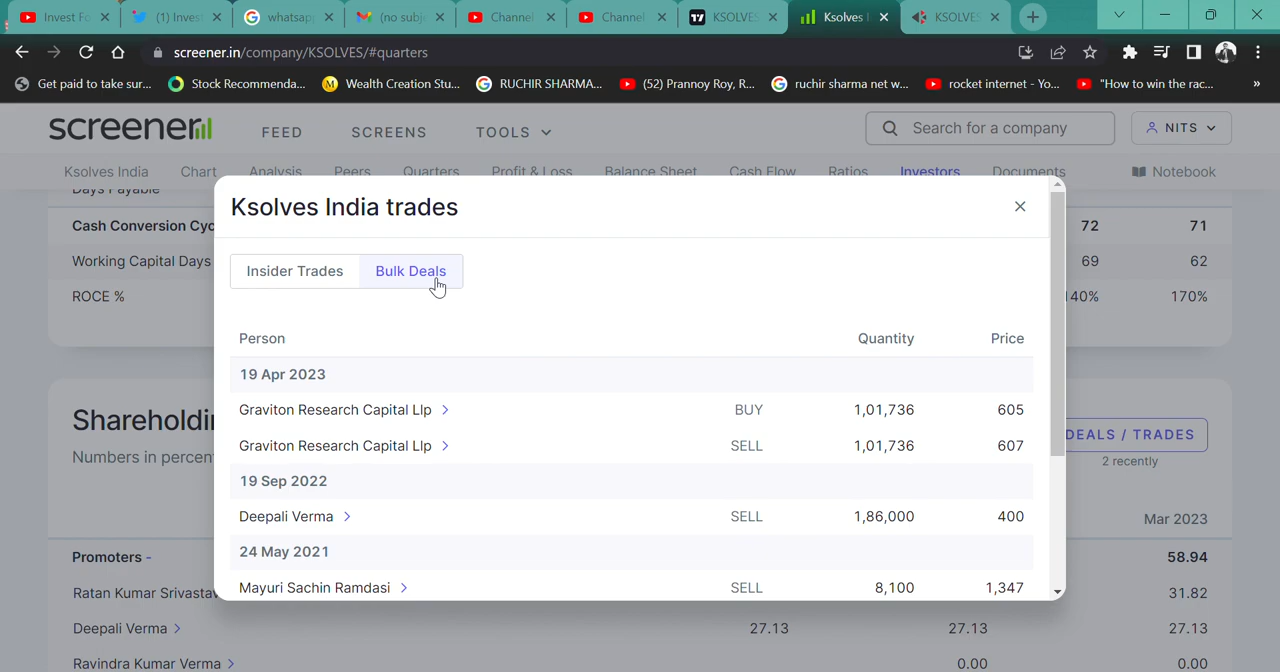 Invest Fo (1) Invest whatsapp (no subj Channel Channel KSOLVES Ksolves KSOLVES
screener.in/company/KSOLVES/#quarters
Get paid to take sur... Stock Recommenda... Wealth Creation Stu... RUCHIR SHARMA... (52) Prannoy Roy, R... ruchir sharma net w... rocket internet - Yo... "How to win the rac... »
screener FEED SCREENS TOOLS Search for a company NITS
Ksolves India Chart Analysis Peers Quarters Profit & Loss Balance Sheet Cash Flow Ratios Investors Documents Notebook
Days Payable
Ksolves India trades
Cash Conversion Cyc 72 71
Working Capital Days 69 62
Insider Trades Bulk Deals
ROCE % 140% 170%
Person Quantity Price
19 Apr 2023
Graviton Research Capital Llp BUY 1,01,736 605
Shareholdin DEALS / TRADES
Graviton Research Capital Llp SELL 1,01,736 607
Numbers in percen 2 recently
19 Sep 2022
Deepali Verma SELL 1,86,000 400
Mar 2023
24 May 2021
Promoters - 58.94
Mayuri Sachin Ramdasi SELL 8,100 1,347
Ratan Kumar Srivastav 31.82
Deepali Verma 27.13 27.13 27.13
Ravindra Kumar Verma 0.00 0.00